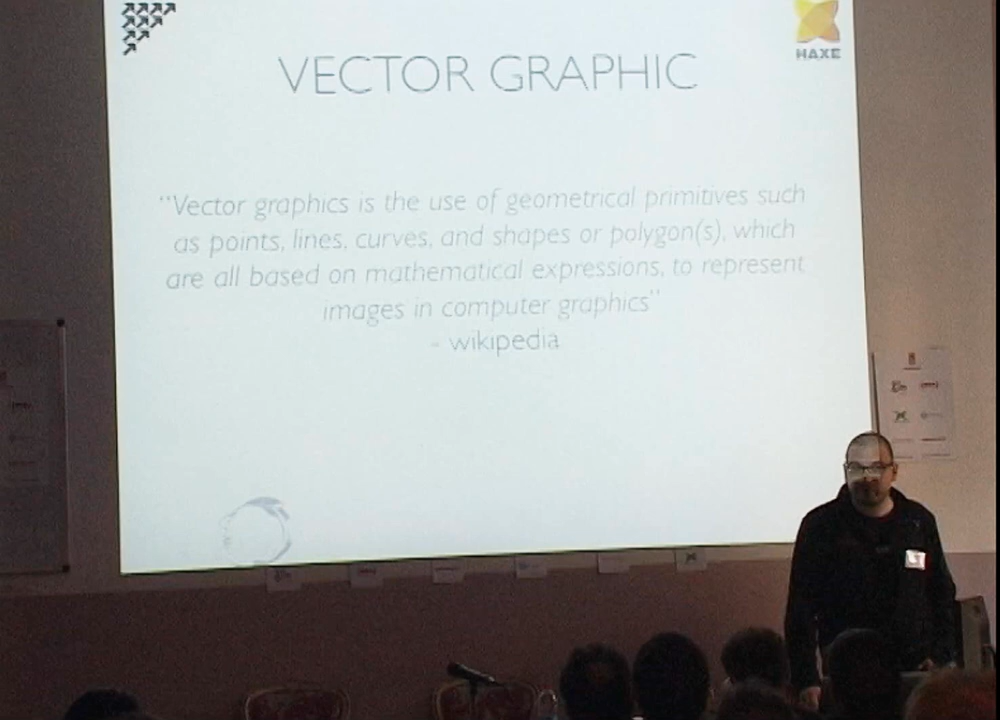 HAXE
VECTOR GRAPHIC
“Vector graphics is the use of geometrical primitives such
as points, lines, curves, and shapes or polygon(s), which
are all based on mathematical expressions, to represent
images in computer graphics”
- wikipedia